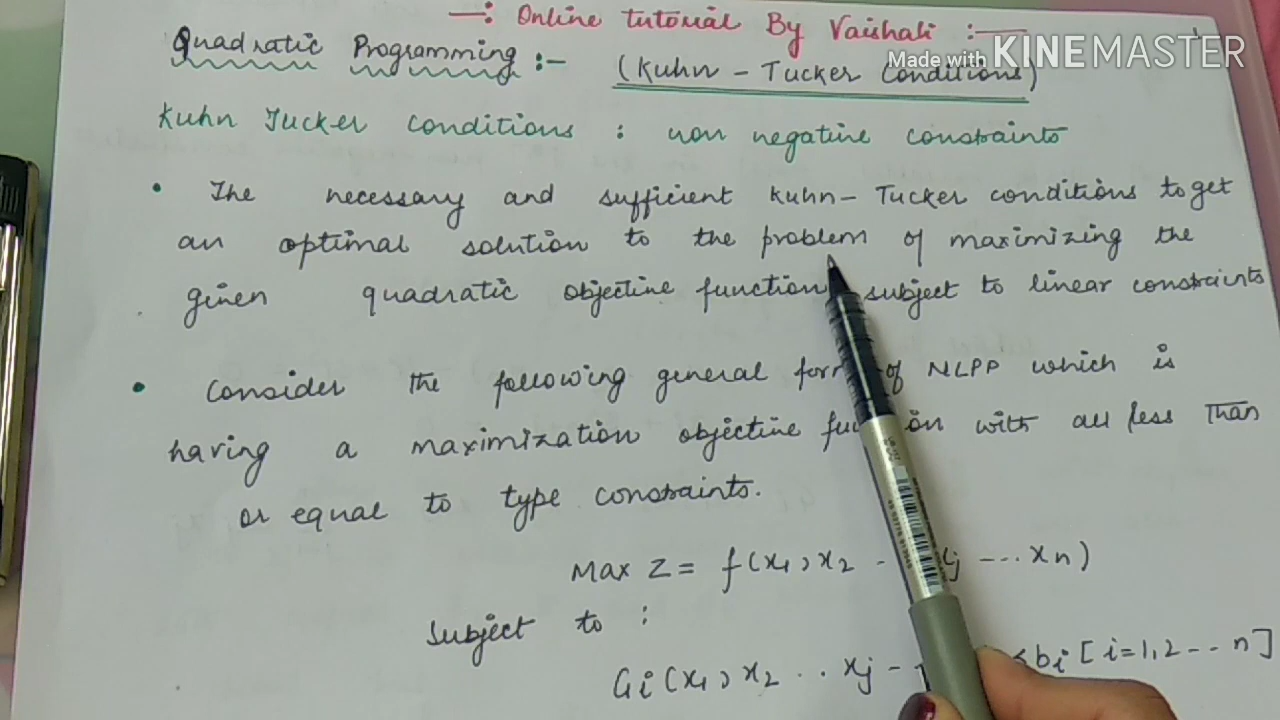 —: Online tutorial By Vaishali :—
Made with KINEMASTER
Quadratic Programming :- (Kuhn - Tucker Conditions)
Kuhn Tucker conditions : non negative constraints
• The necessary and sufficient Kuhn - Tucker conditions to get
an optimal solution to the problem of maximizing the
given quadratic objective function subject to linear constraints
• Consider the following general form of NLPP which is
having a maximization objective function with all less than
or equal to type constraints.
Max Z = f(x1, x2 - xj --- xn)
Subject to :
Gi (x1, x2 .. xj - ≤ bi [i=1,2 -- n]